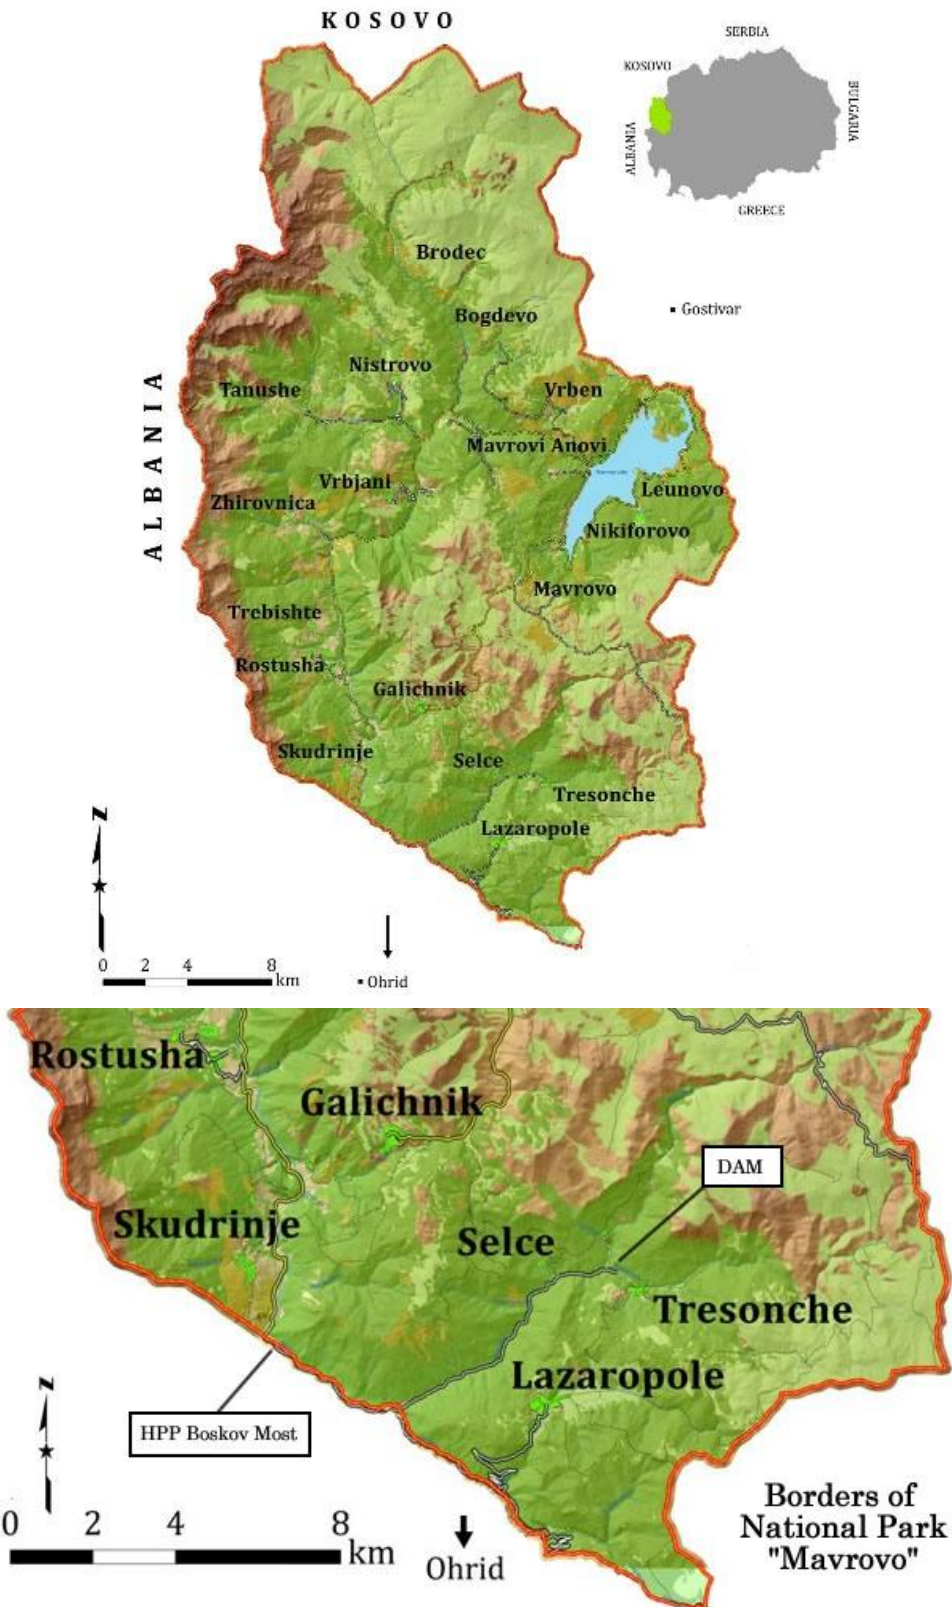 KOSOVO
SERBIA
KOSOVO
BULGARIA
ALBANIA
GREECE
Brodec
Gostivar
Bogdevo
Nistrovo
Tanushe
Vrben
ALBANIA
Mavrovi Anovi
Vrbjani
Leunovo
Zhirovnica
Nikiforovo
Mavrovo
Trebishte
Rostusha
Galichnik
Skudrinje
Selce
Tresonche
Lazaropole
N
0 2 4 8
km
Ohrid
Rostusha
Galichnik
DAM
Skudrinje
Selce
Tresonche
Lazaropole
N
HPP Boskov Most
Borders of
National Park
"Mavrovo"
0 2 4 8
km
Ohrid